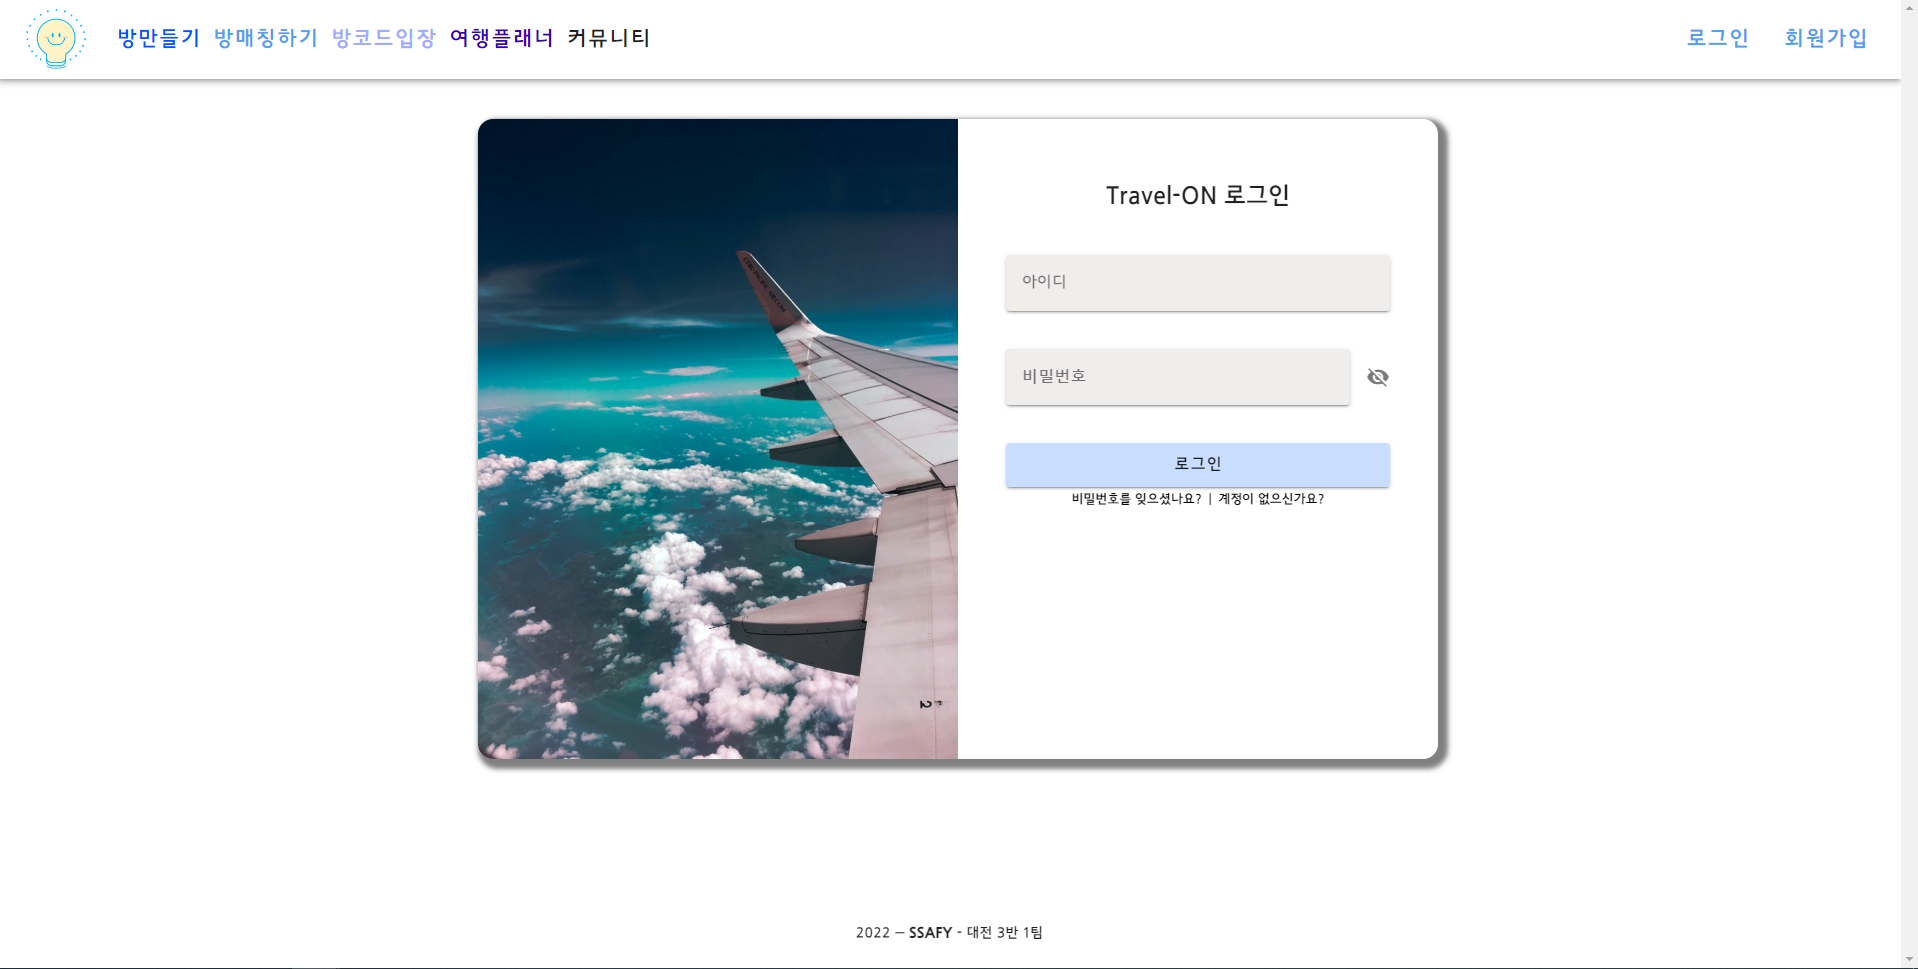 방만들기 방매칭하기 방코드입장 여행플래너 커뮤니티 로그인 회원가입
Travel-ON 로그인
아이디
비밀번호
로그인
비밀번호를 잊으셨나요? | 계정이 없으신가요?
2022 — SSAFY - 대전 3반 1팀